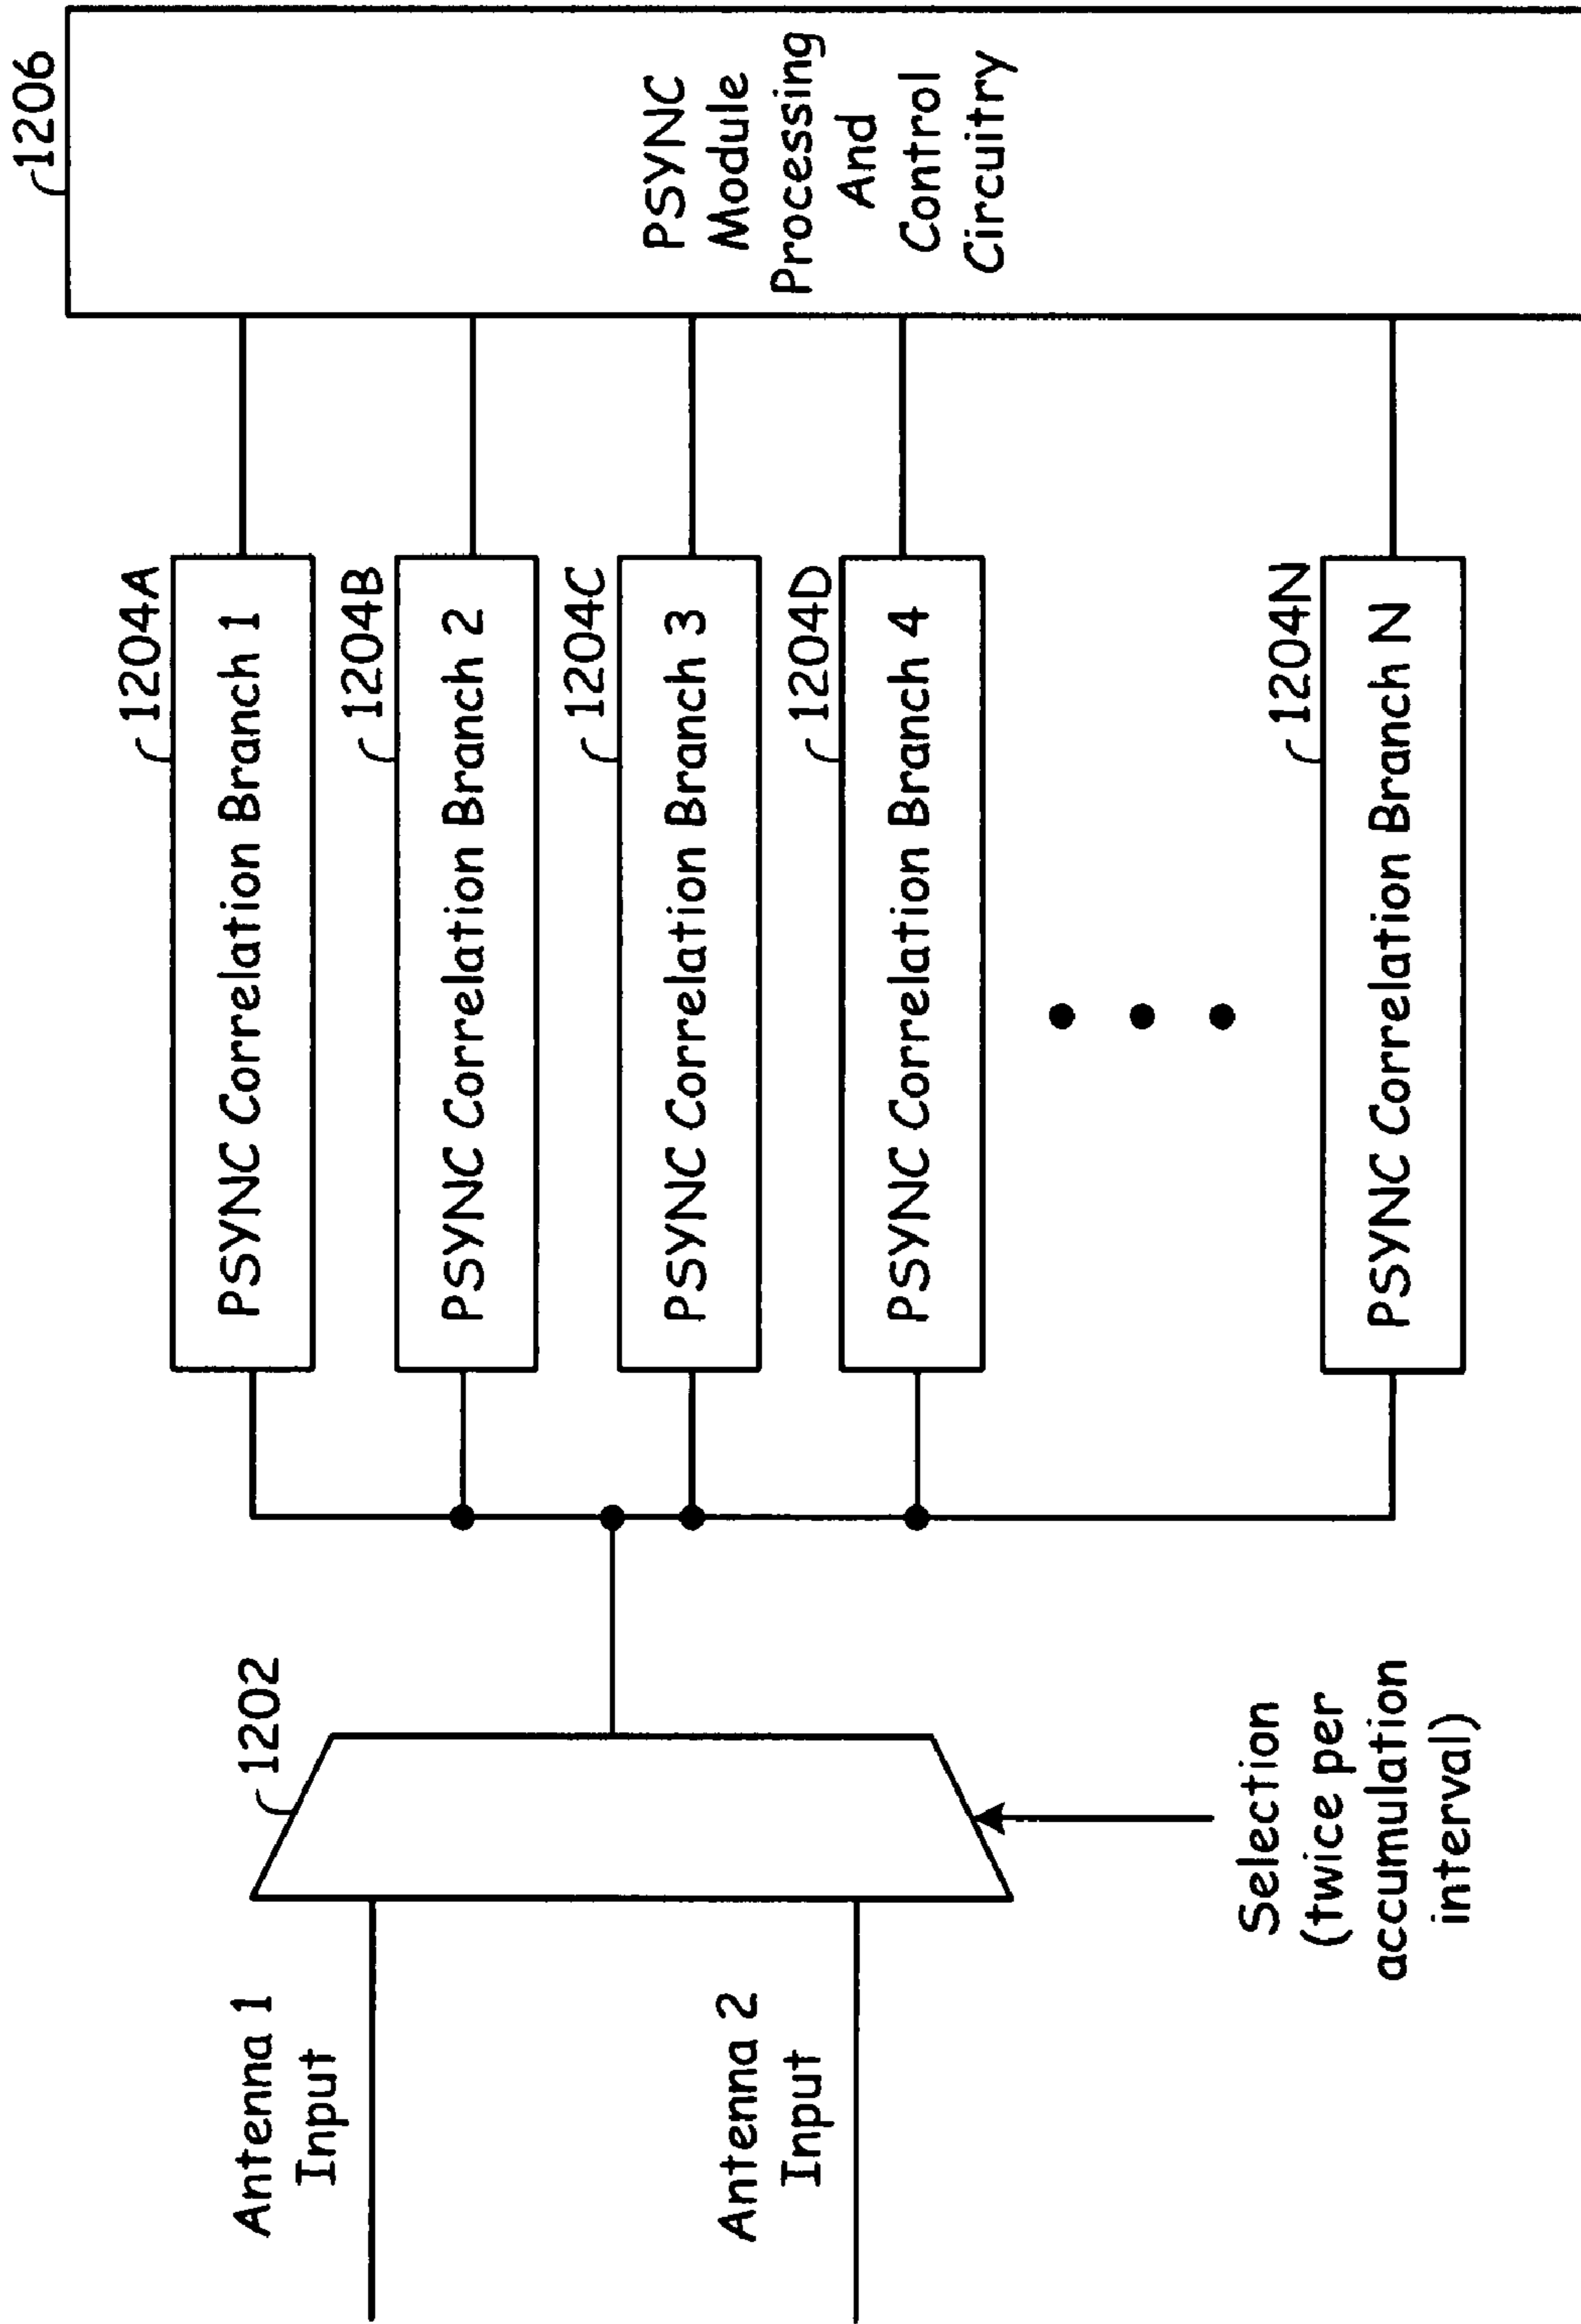 Antenna 1
Input
Antenna 2
Input
1202
Selection
(twice per
accumulation
interval)
1204A
PSYNC Correlation Branch 1
1204B
PSYNC Correlation Branch 2
1204C
PSYNC Correlation Branch 3
1204D
PSYNC Correlation Branch 4
1204N
PSYNC Correlation Branch N
1206
PSYNC
Module
Processing
And
Control
Circuitry